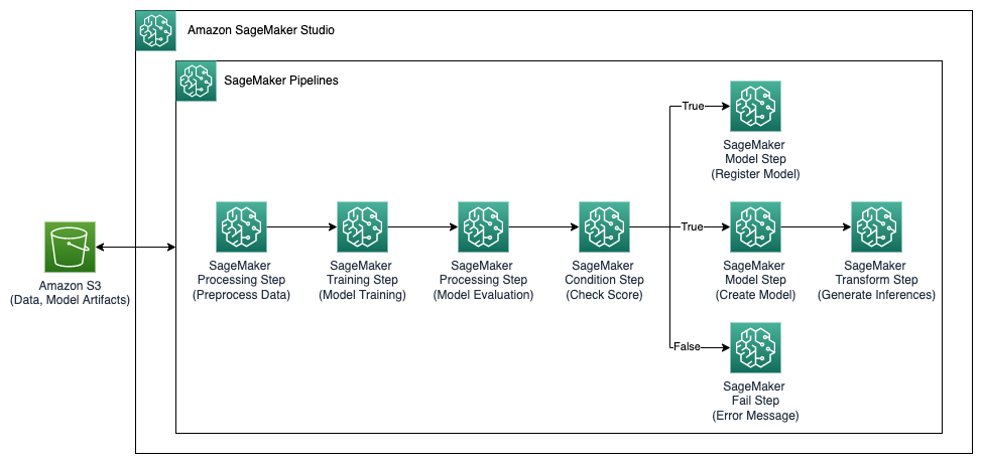 Amazon SageMaker Studio
SageMaker Pipelines
True
SageMaker
Model Step
(Register Model)
Amazon S3
(Data, Model Artifacts)
SageMaker
Processing Step
(Preprocess Data)
SageMaker
Training Step
(Model Training)
SageMaker
Processing Step
(Model Evaluation)
SageMaker
Condition Step
(Check Score)
True
SageMaker
Model Step
(Create Model)
SageMaker
Transform Step
(Generate Inferences)
False
SageMaker
Fail Step
(Error Message)